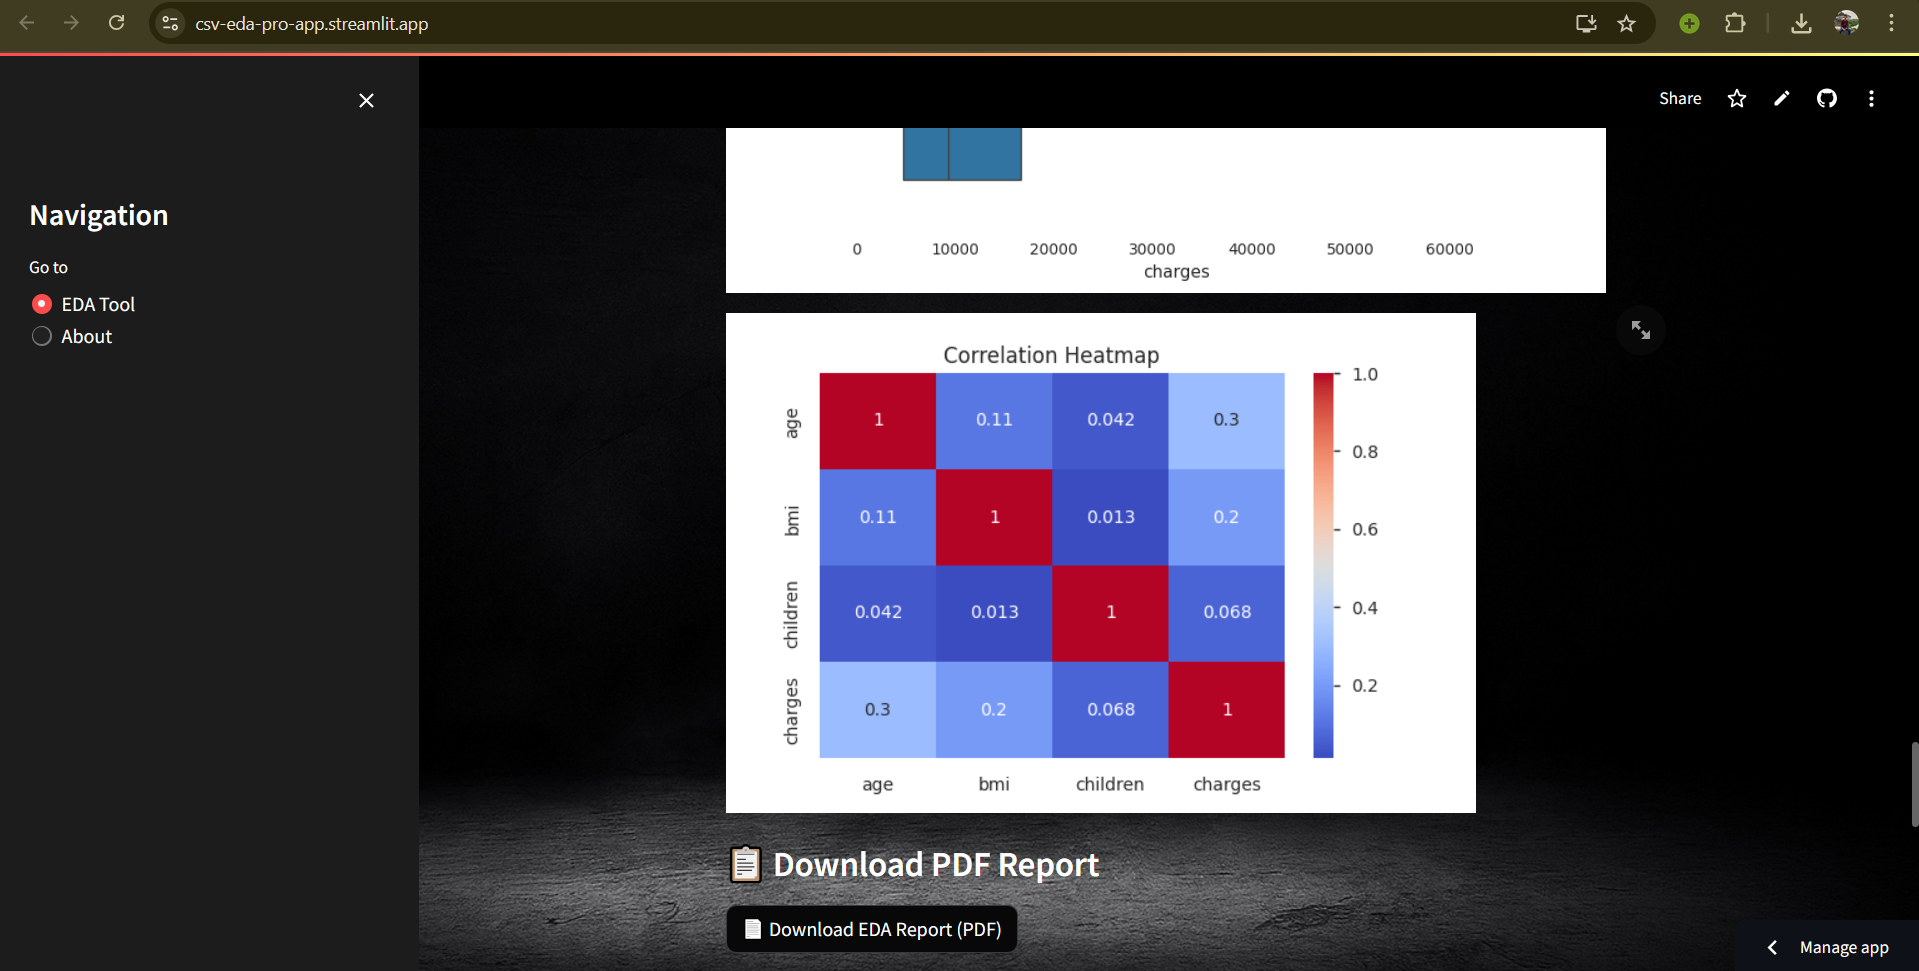 csv-eda-pro-app.streamlit.app
Share
Navigation
Go to
EDA Tool
About
0 10000 20000 30000 40000 50000 60000
charges
Correlation Heatmap
age 1 0.11 0.042 0.3
bmi 0.11 1 0.013 0.2
children 0.042 0.013 1 0.068
charges 0.3 0.2 0.068 1
age bmi children charges
1.0
0.8
0.6
0.4
0.2
Download PDF Report
Download EDA Report (PDF)
Manage app